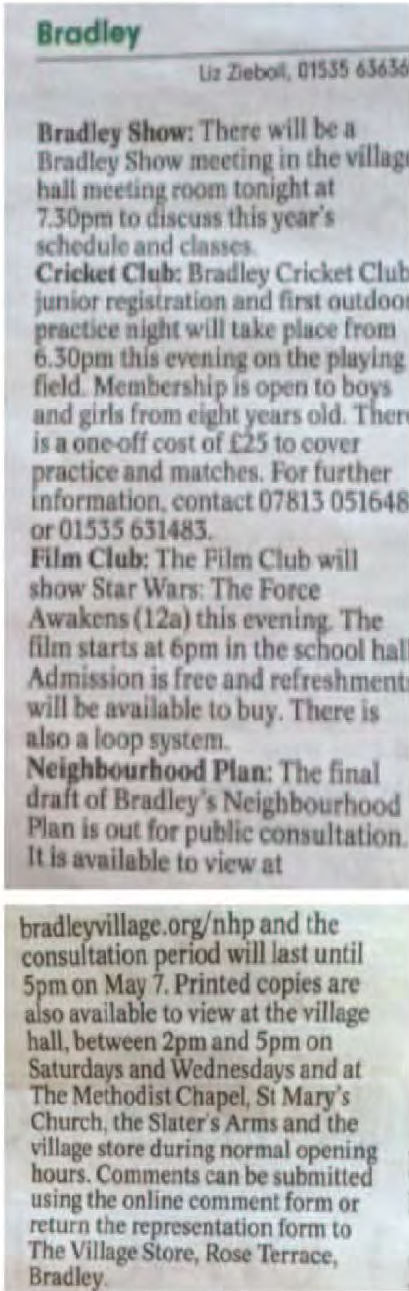 Bradley
Liz Zieboll, 01535 63636
Bradley Show: There will be a
Bradley Show meeting in the village
hall meeting room tonight at
7.30pm to discuss this year's
schedule and classes.
Cricket Club: Bradley Cricket Club
junior registration and first outdoor
practice night will take place from
6.30pm this evening on the playing
field. Membership is open to boys
and girls from eight years old. There
is a one-off cost of £25 to cover
practice and matches. For further
information, contact 07813 051648
or 01535 631483.
Film Club: The Film Club will
show Star Wars: The Force
Awakens (12a) this evening. The
film starts at 6pm in the school hall.
Admission is free and refreshments
will be available to buy. There is
also a loop system.
Neighbourhood Plan: The final
draft of Bradley's Neighbourhood
Plan is out for public consultation.
It is available to view at
bradleyvillage.org/nhp and the
consultation period will last until
5pm on May 7. Printed copies are
also available to view at the village
hall, between 2pm and 5pm on
Saturdays and Wednesdays and at
The Methodist Chapel, St Mary's
Church, the Slater's Arms and the
village store during normal opening
hours. Comments can be submitted
using the online comment form or
return the representation form to
The Village Store, Rose Terrace,
Bradley.